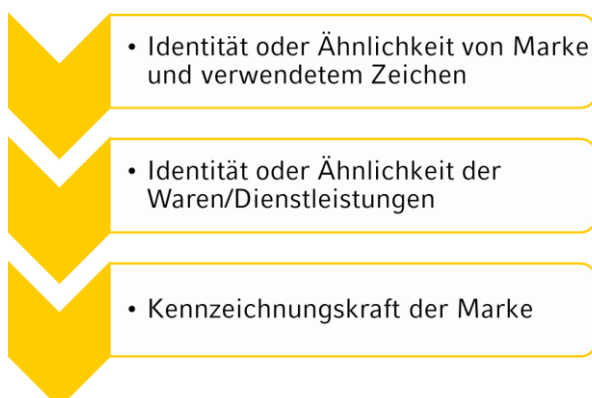 • Identität oder Ähnlichkeit von Marke
und verwendetem Zeichen
• Identität oder Ähnlichkeit der
Waren/Dienstleistungen
• Kennzeichnungskraft der Marke